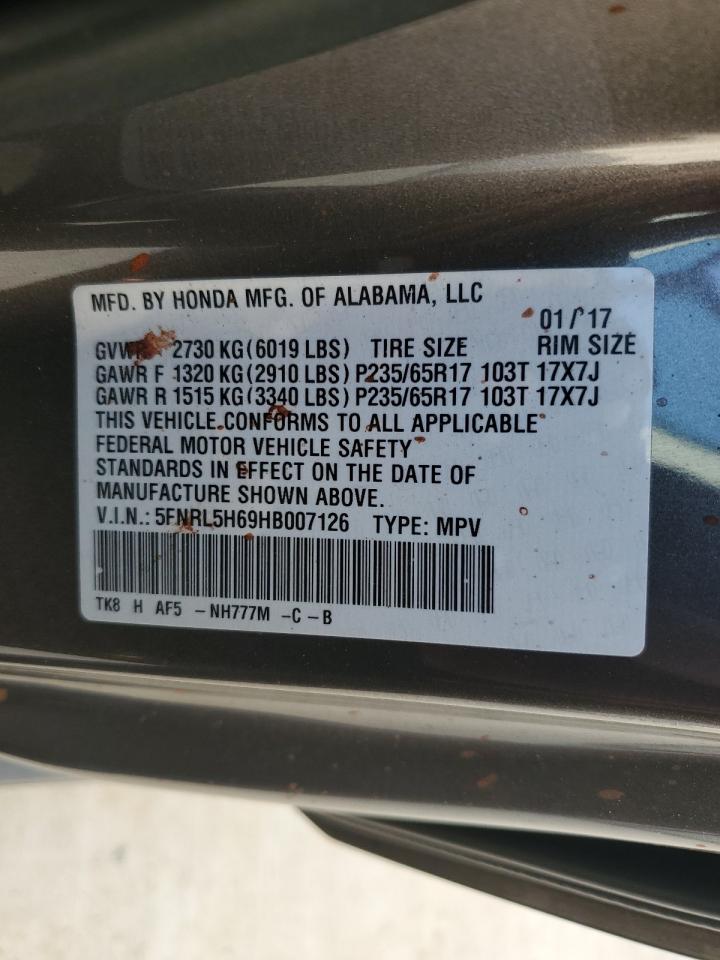 MFD. BY HONDA MFG. OF ALABAMA, LLC
01/17
GVWR 2730 KG(6019 LBS) TIRE SIZE RIM SIZE
GAWR F 1320 KG(2910 LBS) P235/65R17 103T 17X7J
GAWR R 1515 KG(3340 LBS) P235/65R17 103T 17X7J
THIS VEHICLE CONFORMS TO ALL APPLICABLE
FEDERAL MOTOR VEHICLE SAFETY
STANDARDS IN EFFECT ON THE DATE OF
MANUFACTURE SHOWN ABOVE.
V.I.N.: 5FNRL5H69HB007126 TYPE: MPV
TK8 H AF5 -NH777M -C-B